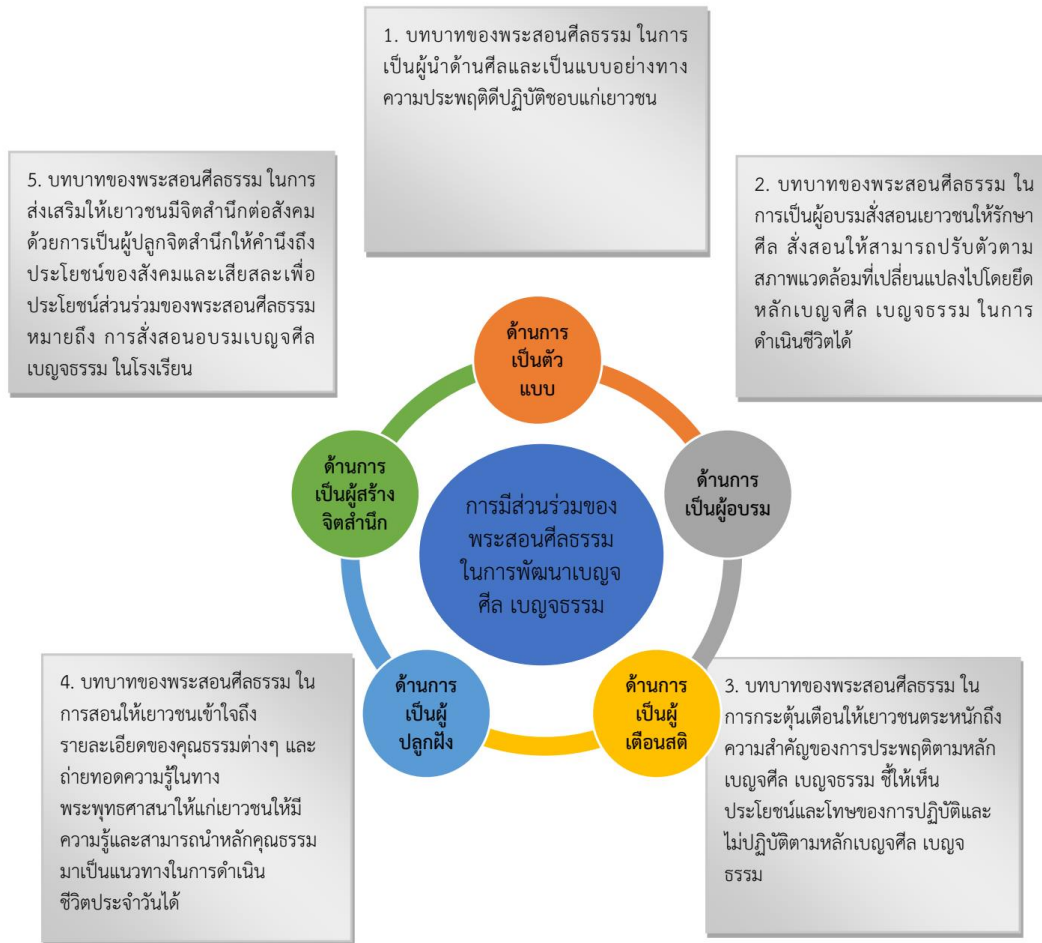 1. บทบาทของพระสอนศีลธรรม ในการ
เป็นผู้นำด้านศีลและเป็นแบบอย่างทาง
ความประพฤติดีปฏิบัติชอบแก่เยาวชน
5. บทบาทของพระสอนศีลธรรม ในการ
ส่งเสริมให้เยาวชนมีจิตสำนึกต่อสังคม
ด้วยการเป็นผู้ปลูกจิตสำนึกให้คำนึงถึง
ประโยชน์ของสังคมและเสียสละเพื่อ
ประโยชน์ส่วนร่วมของพระสอนศีลธรรม
หมายถึง การสั่งสอนอบรมเบญจศีล
เบญจธรรม ในโรงเรียน
2. บทบาทของพระสอนศีลธรรม ใน
การเป็นผู้อบรมสั่งสอนเยาวชนให้รักษา
ศีล สั่งสอนให้สามารถปรับตัวตาม
สภาพแวดล้อมที่เปลี่ยนแปลงไปโดยยึด
หลักเบญจศีล เบญจธรรม ในการ
ดำเนินชีวิตได้
ด้านการ
เป็นตัว
แบบ
ด้านการ
เป็นผู้สร้าง
จิตสำนึก
การมีส่วนร่วมของ
พระสอนศีลธรรม
ในการพัฒนาเบญจ
ศีล เบญจธรรม
ด้านการ
เป็นผู้อบรม
ด้านการ
เป็นผู้
ปลูกฝัง
ด้านการ
เป็นผู้
เตือนสติ
4. บทบาทของพระสอนศีลธรรม ใน
การสอนให้เยาวชนเข้าใจถึง
รายละเอียดของคุณธรรมต่างๆ และ
ถ่ายทอดความรู้ในทาง
พระพุทธศาสนาให้แก่เยาวชนให้มี
ความรู้และสามารถนำหลักคุณธรรม
มาเป็นแนวทางในการดำเนิน
ชีวิตประจำวันได้
3. บทบาทของพระสอนศีลธรรม ใน
การกระตุ้นเตือนให้เยาวชนตระหนักถึง
ความสำคัญของการประพฤติตามหลัก
เบญจศีล เบญจธรรม ชี้ให้เห็น
ประโยชน์และโทษของการปฏิบัติและ
ไม่ปฏิบัติตามหลักเบญจศีล เบญจ
ธรรม